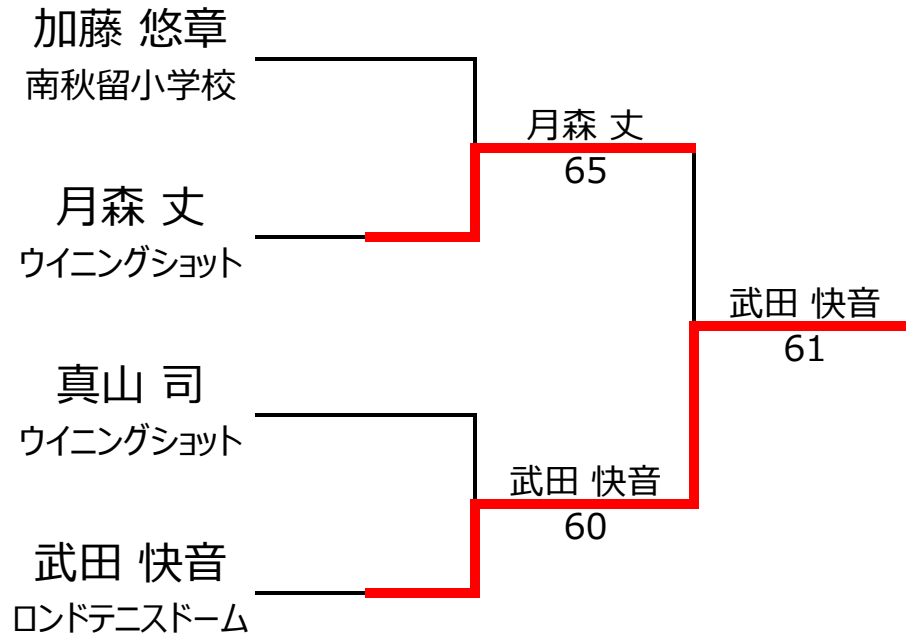 加藤 悠章
南秋留小学校
月森 丈
65
月森 丈
ウイニングショット
武田 快音
61
真山 司
ウイニングショット
武田 快音
60
武田 快音
ロンドテニスドーム